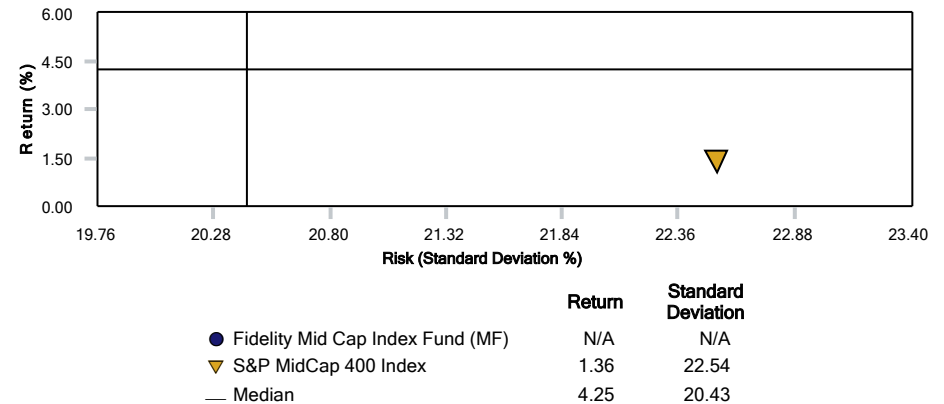 6.00
4.50
3.00
1.50
0.00
Return (%)
19.76 20.28 20.80 21.32 21.84 22.36 22.88 23.40
Risk (Standard Deviation %)
Return Standard Deviation
Fidelity Mid Cap Index Fund (MF) N/A N/A
S&P MidCap 400 Index 1.36 22.54
Median 4.25 20.43